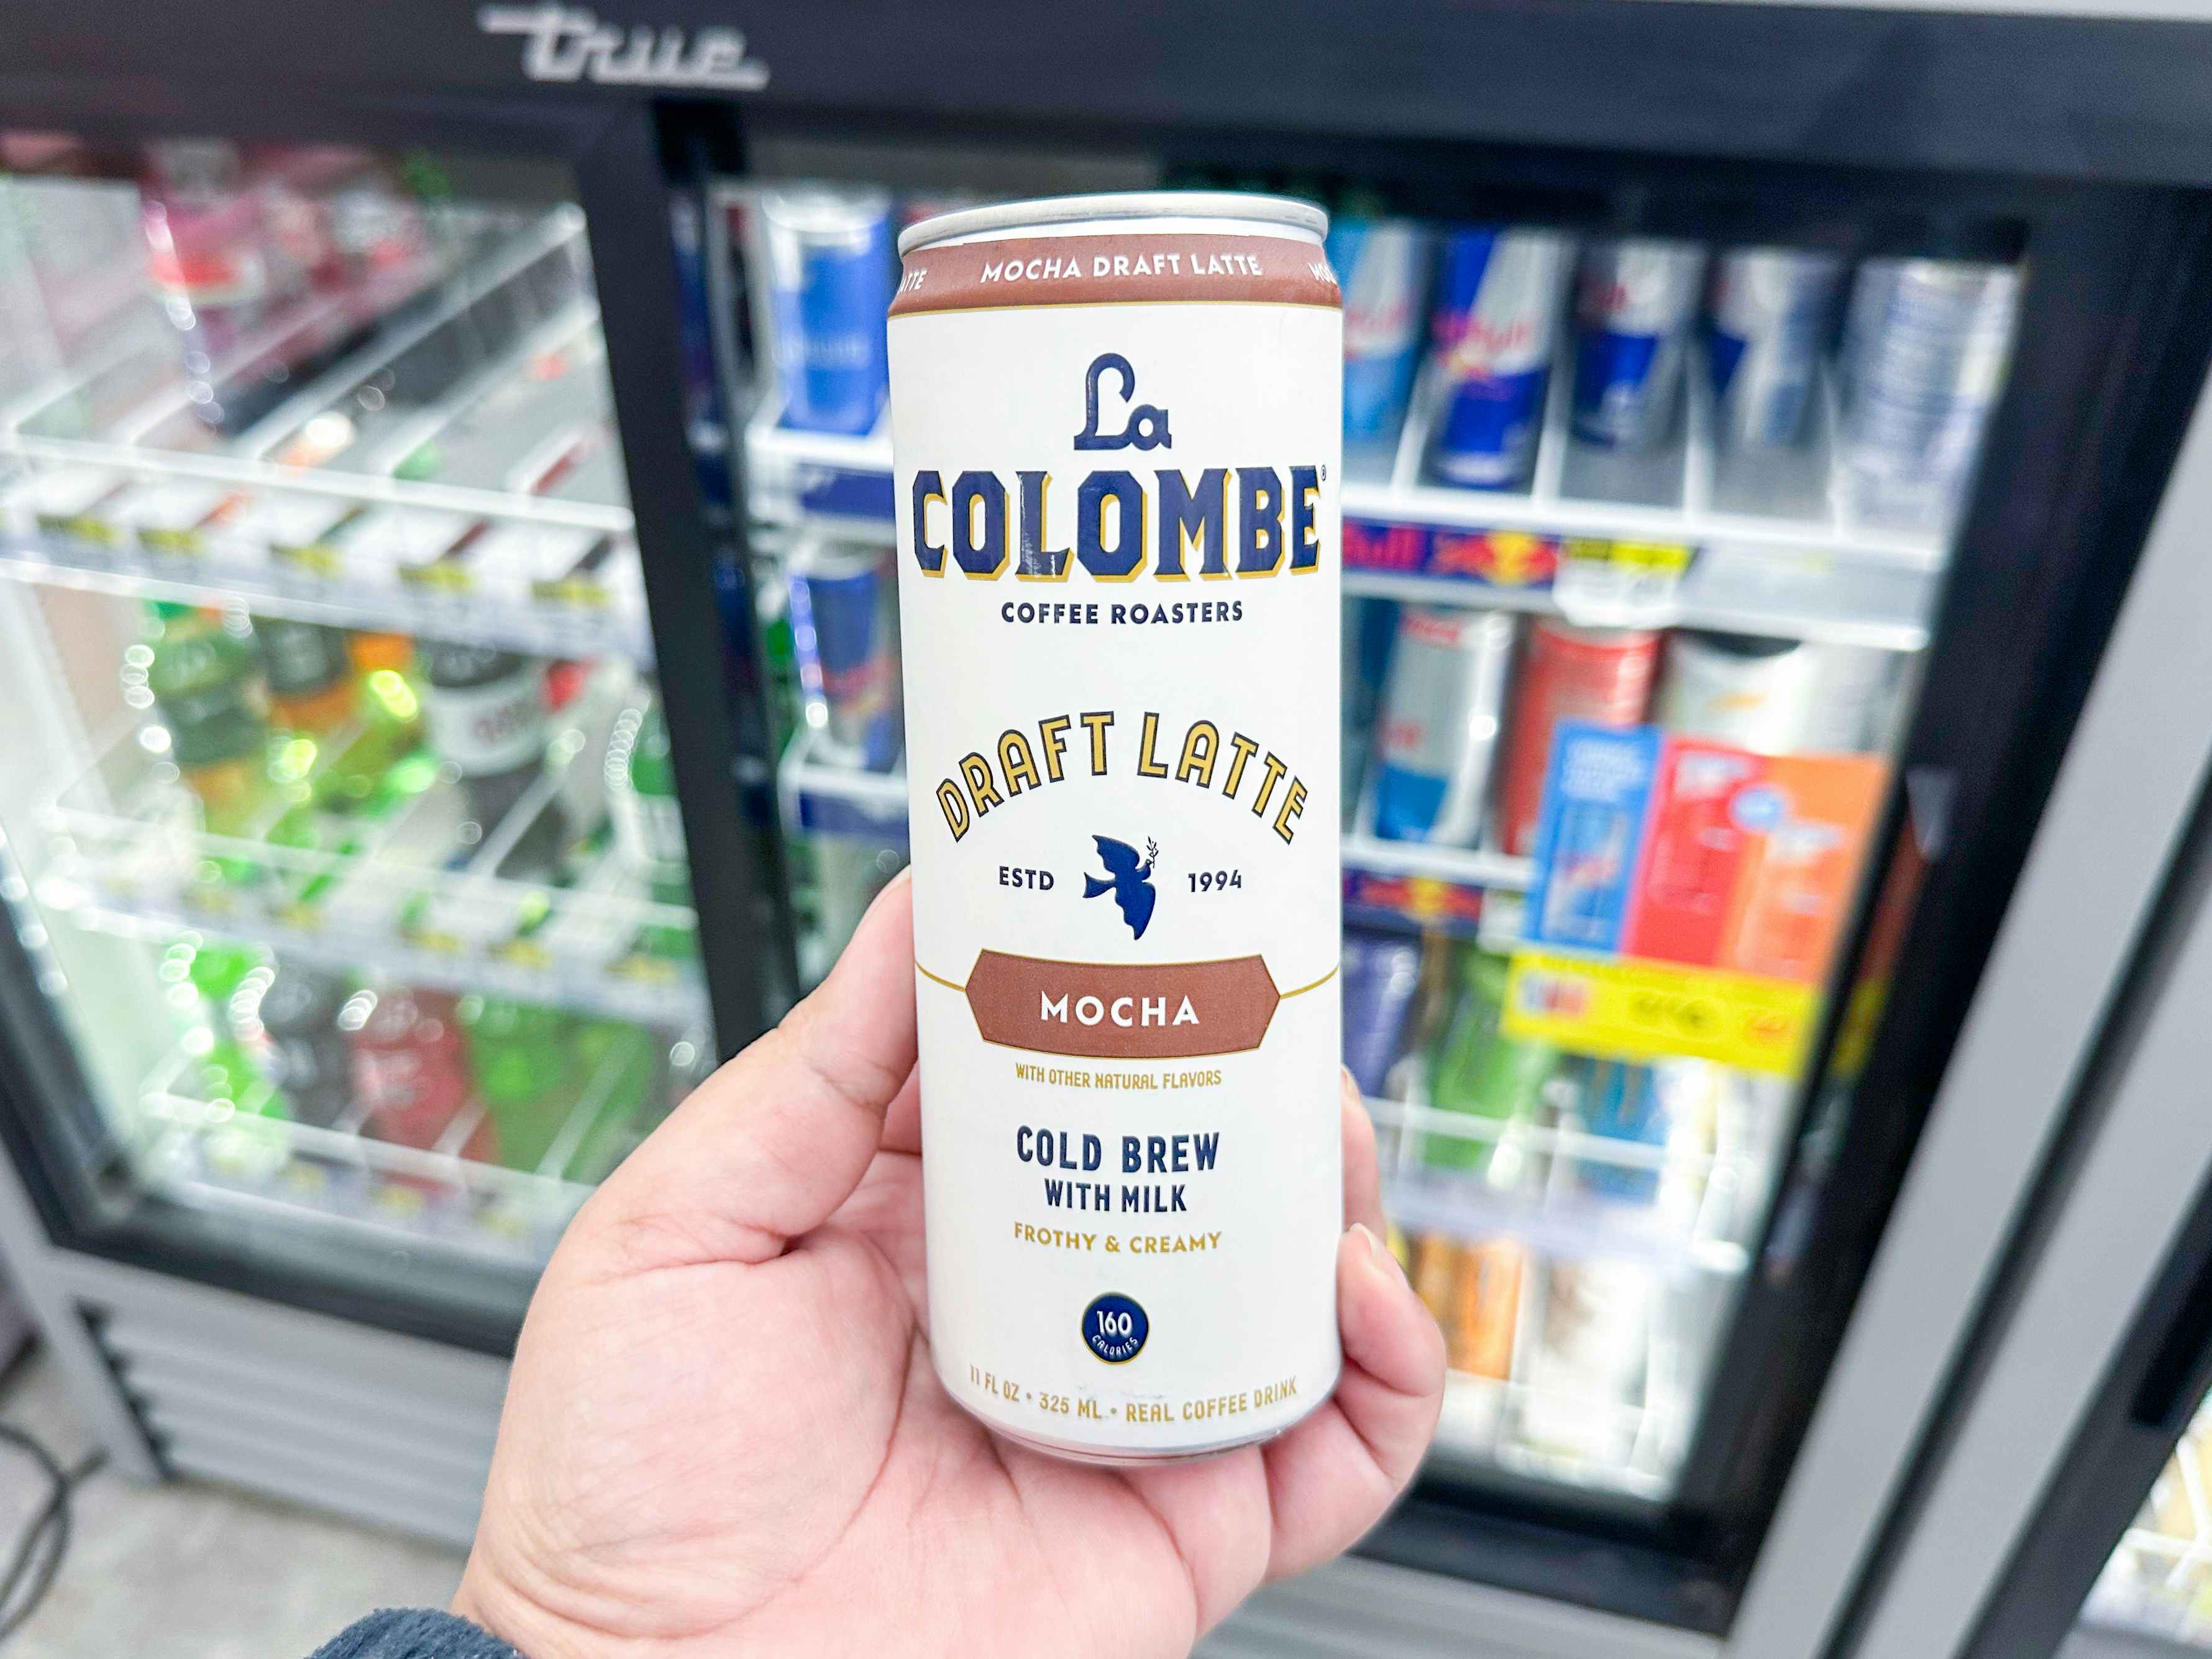 true
MOCHA DRAFT LATTE
La
COLOMBE®
COFFEE ROASTERS
DRAFT LATTE
ESTD 1994
MOCHA
WITH OTHER NATURAL FLAVORS
COLD BREW
WITH MILK
FROTHY & CREAMY
160
CALORIES
11 FL OZ • 325 ML • REAL COFFEE DRINK